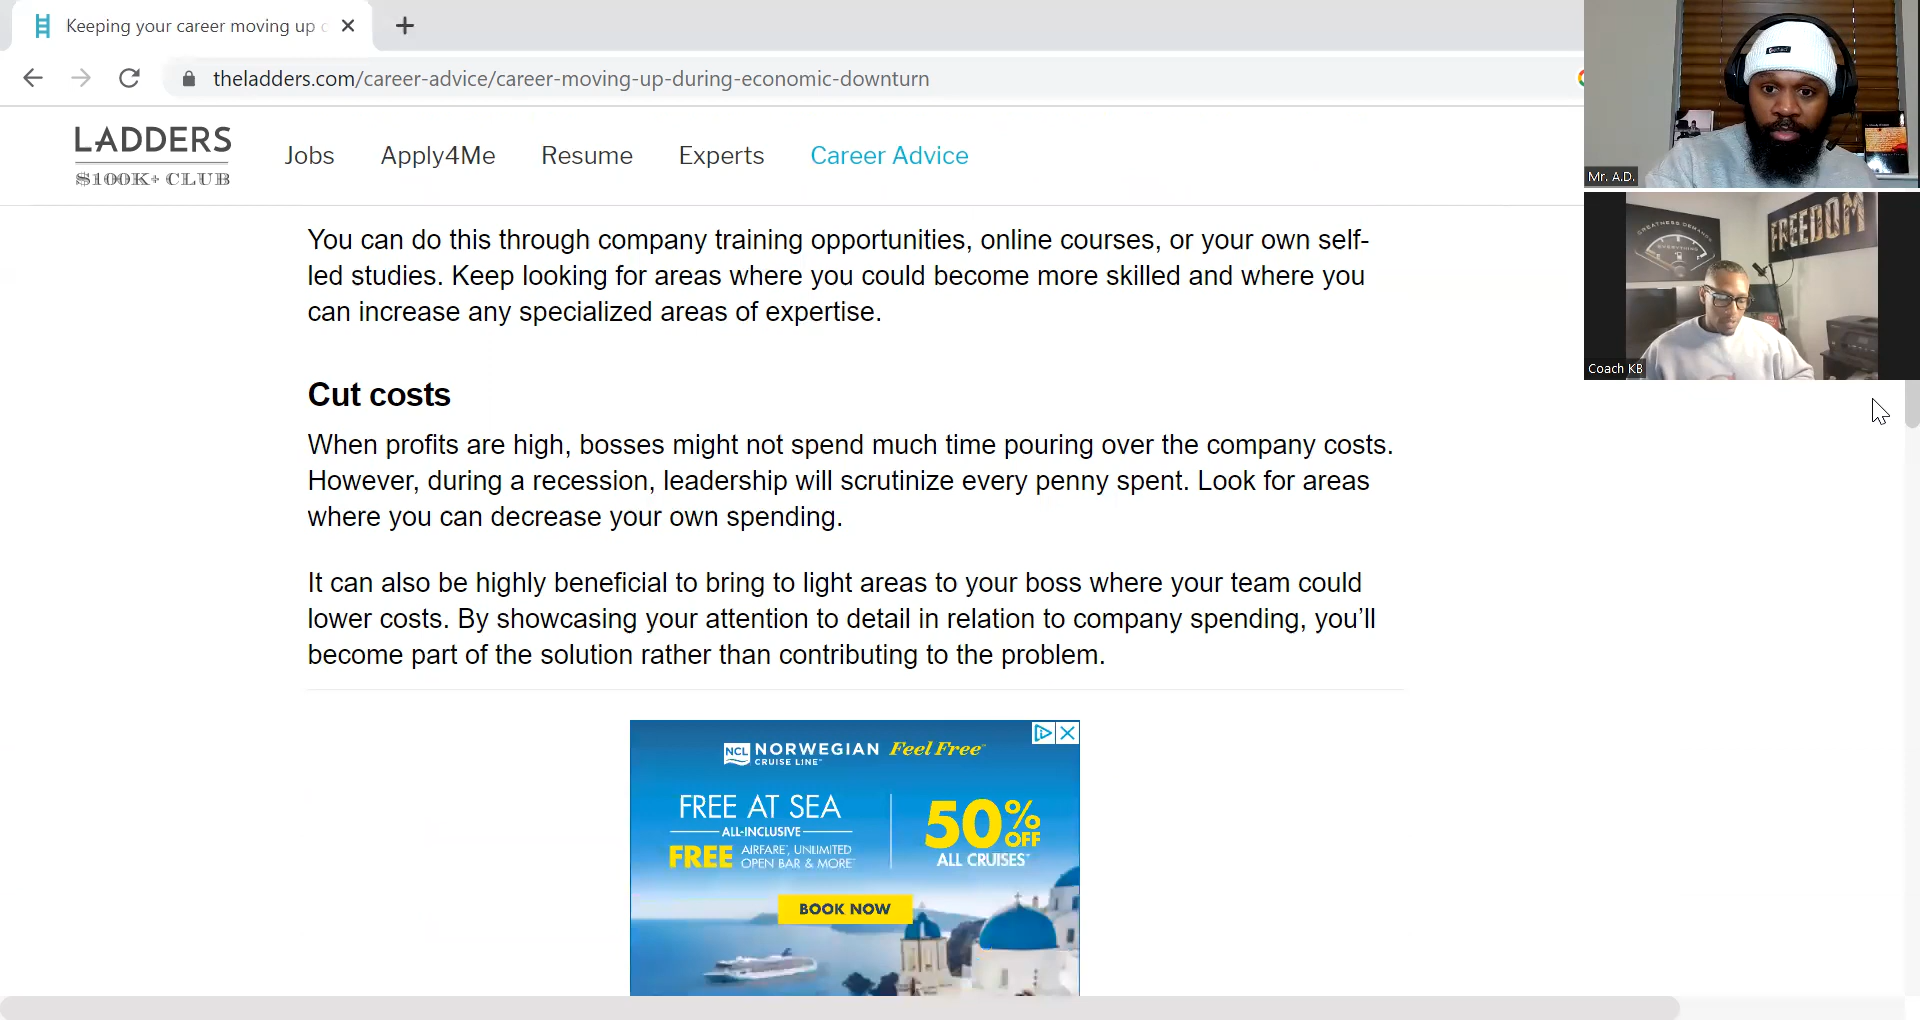 Keeping your career moving up
theladders.com/career-advice/career-moving-up-during-economic-downturn
LADDERS
$100K+ CLUB
Jobs
Apply4Me
Resume
Experts
Career Advice
Mr. A.D.
GREATNESS DEMANDS
EVERYTHING
FREEDOM
Coach KB
You can do this through company training opportunities, online courses, or your own self-
led studies. Keep looking for areas where you could become more skilled and where you
can increase any specialized areas of expertise.
Cut costs
When profits are high, bosses might not spend much time pouring over the company costs.
However, during a recession, leadership will scrutinize every penny spent. Look for areas
where you can decrease your own spending.
It can also be highly beneficial to bring to light areas to your boss where your team could
lower costs. By showcasing your attention to detail in relation to company spending, you’ll
become part of the solution rather than contributing to the problem.
NCL NORWEGIAN Feel Free™
CRUISE LINE™
FREE AT SEA
ALL-INCLUSIVE
FREE AIRFARE*, UNLIMITED
OPEN BAR & MORE*
50% OFF
ALL CRUISES*
BOOK NOW